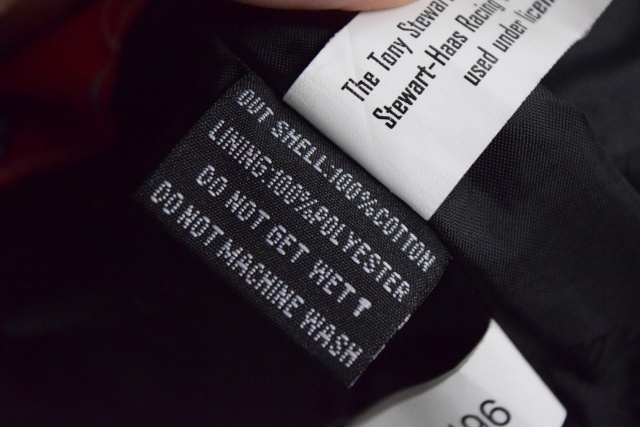 The Tony Stewar
Stewart-Haas Racing
used under licen
OUT SHELL:100%COTTON
LINING:100%POLYESTER
DO NOT GET WET
DO NOT MACHINE WASH
96